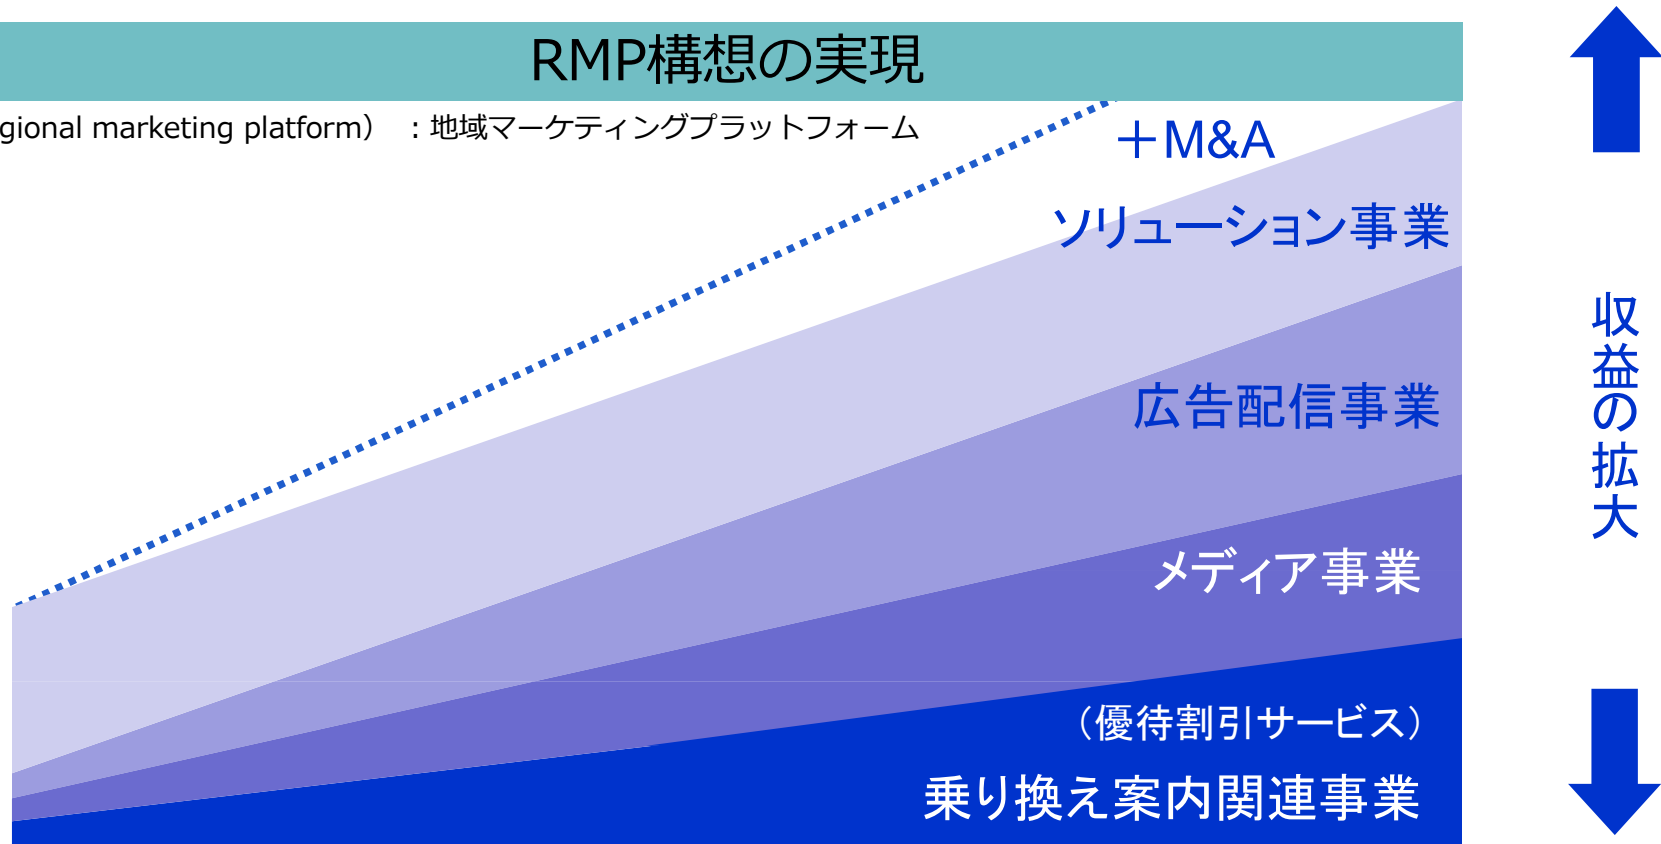 RMP構想の実現
gional marketing platform） ：地域マーケティングプラットフォーム
＋M&A
ソリューション事業
広告配信事業
メディア事業
（優待割引サービス）
乗り換え案内関連事業
収益の拡大